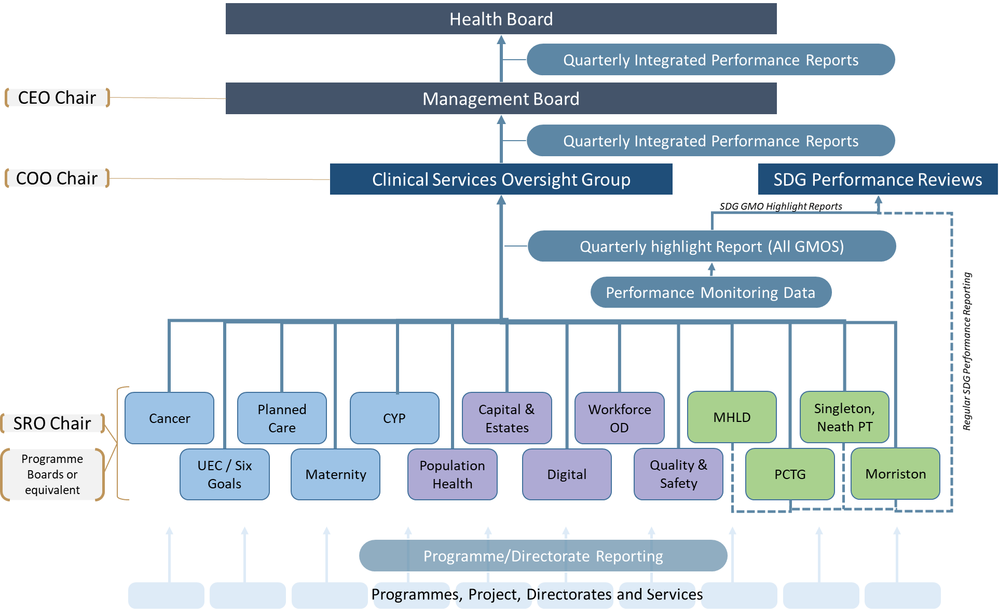 Health Board
Quarterly Integrated Performance Reports
CEO Chair
Management Board
Quarterly Integrated Performance Reports
COO Chair
Clinical Services Oversight Group
SDG Performance Reviews
SDG GMO Highlight Reports
Quarterly highlight Report (All GMOS)
Performance Monitoring Data
Regular SDG Performance Reporting
SRO Chair
Programme
Boards or
equivalent
Cancer
Planned
Care
CYP
Capital &
Estates
Workforce
OD
MHLD
Singleton,
Neath PT
UEC / Six
Goals
Maternity
Population
Health
Digital
Quality &
Safety
PCTG
Morriston
Programme/Directorate Reporting
Programmes, Project, Directorates and Services